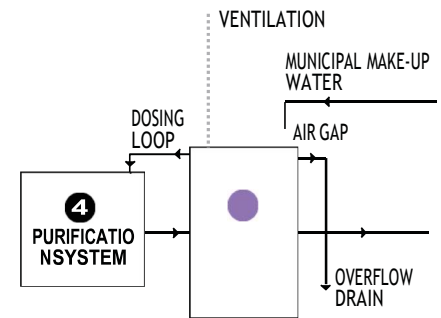 VENTILATION
MUNICIPAL MAKE-UP
WATER
DOSING
LOOP
AIR GAP
4
PURIFICATIO
NSYSTEM
OVERFLOW
DRAIN